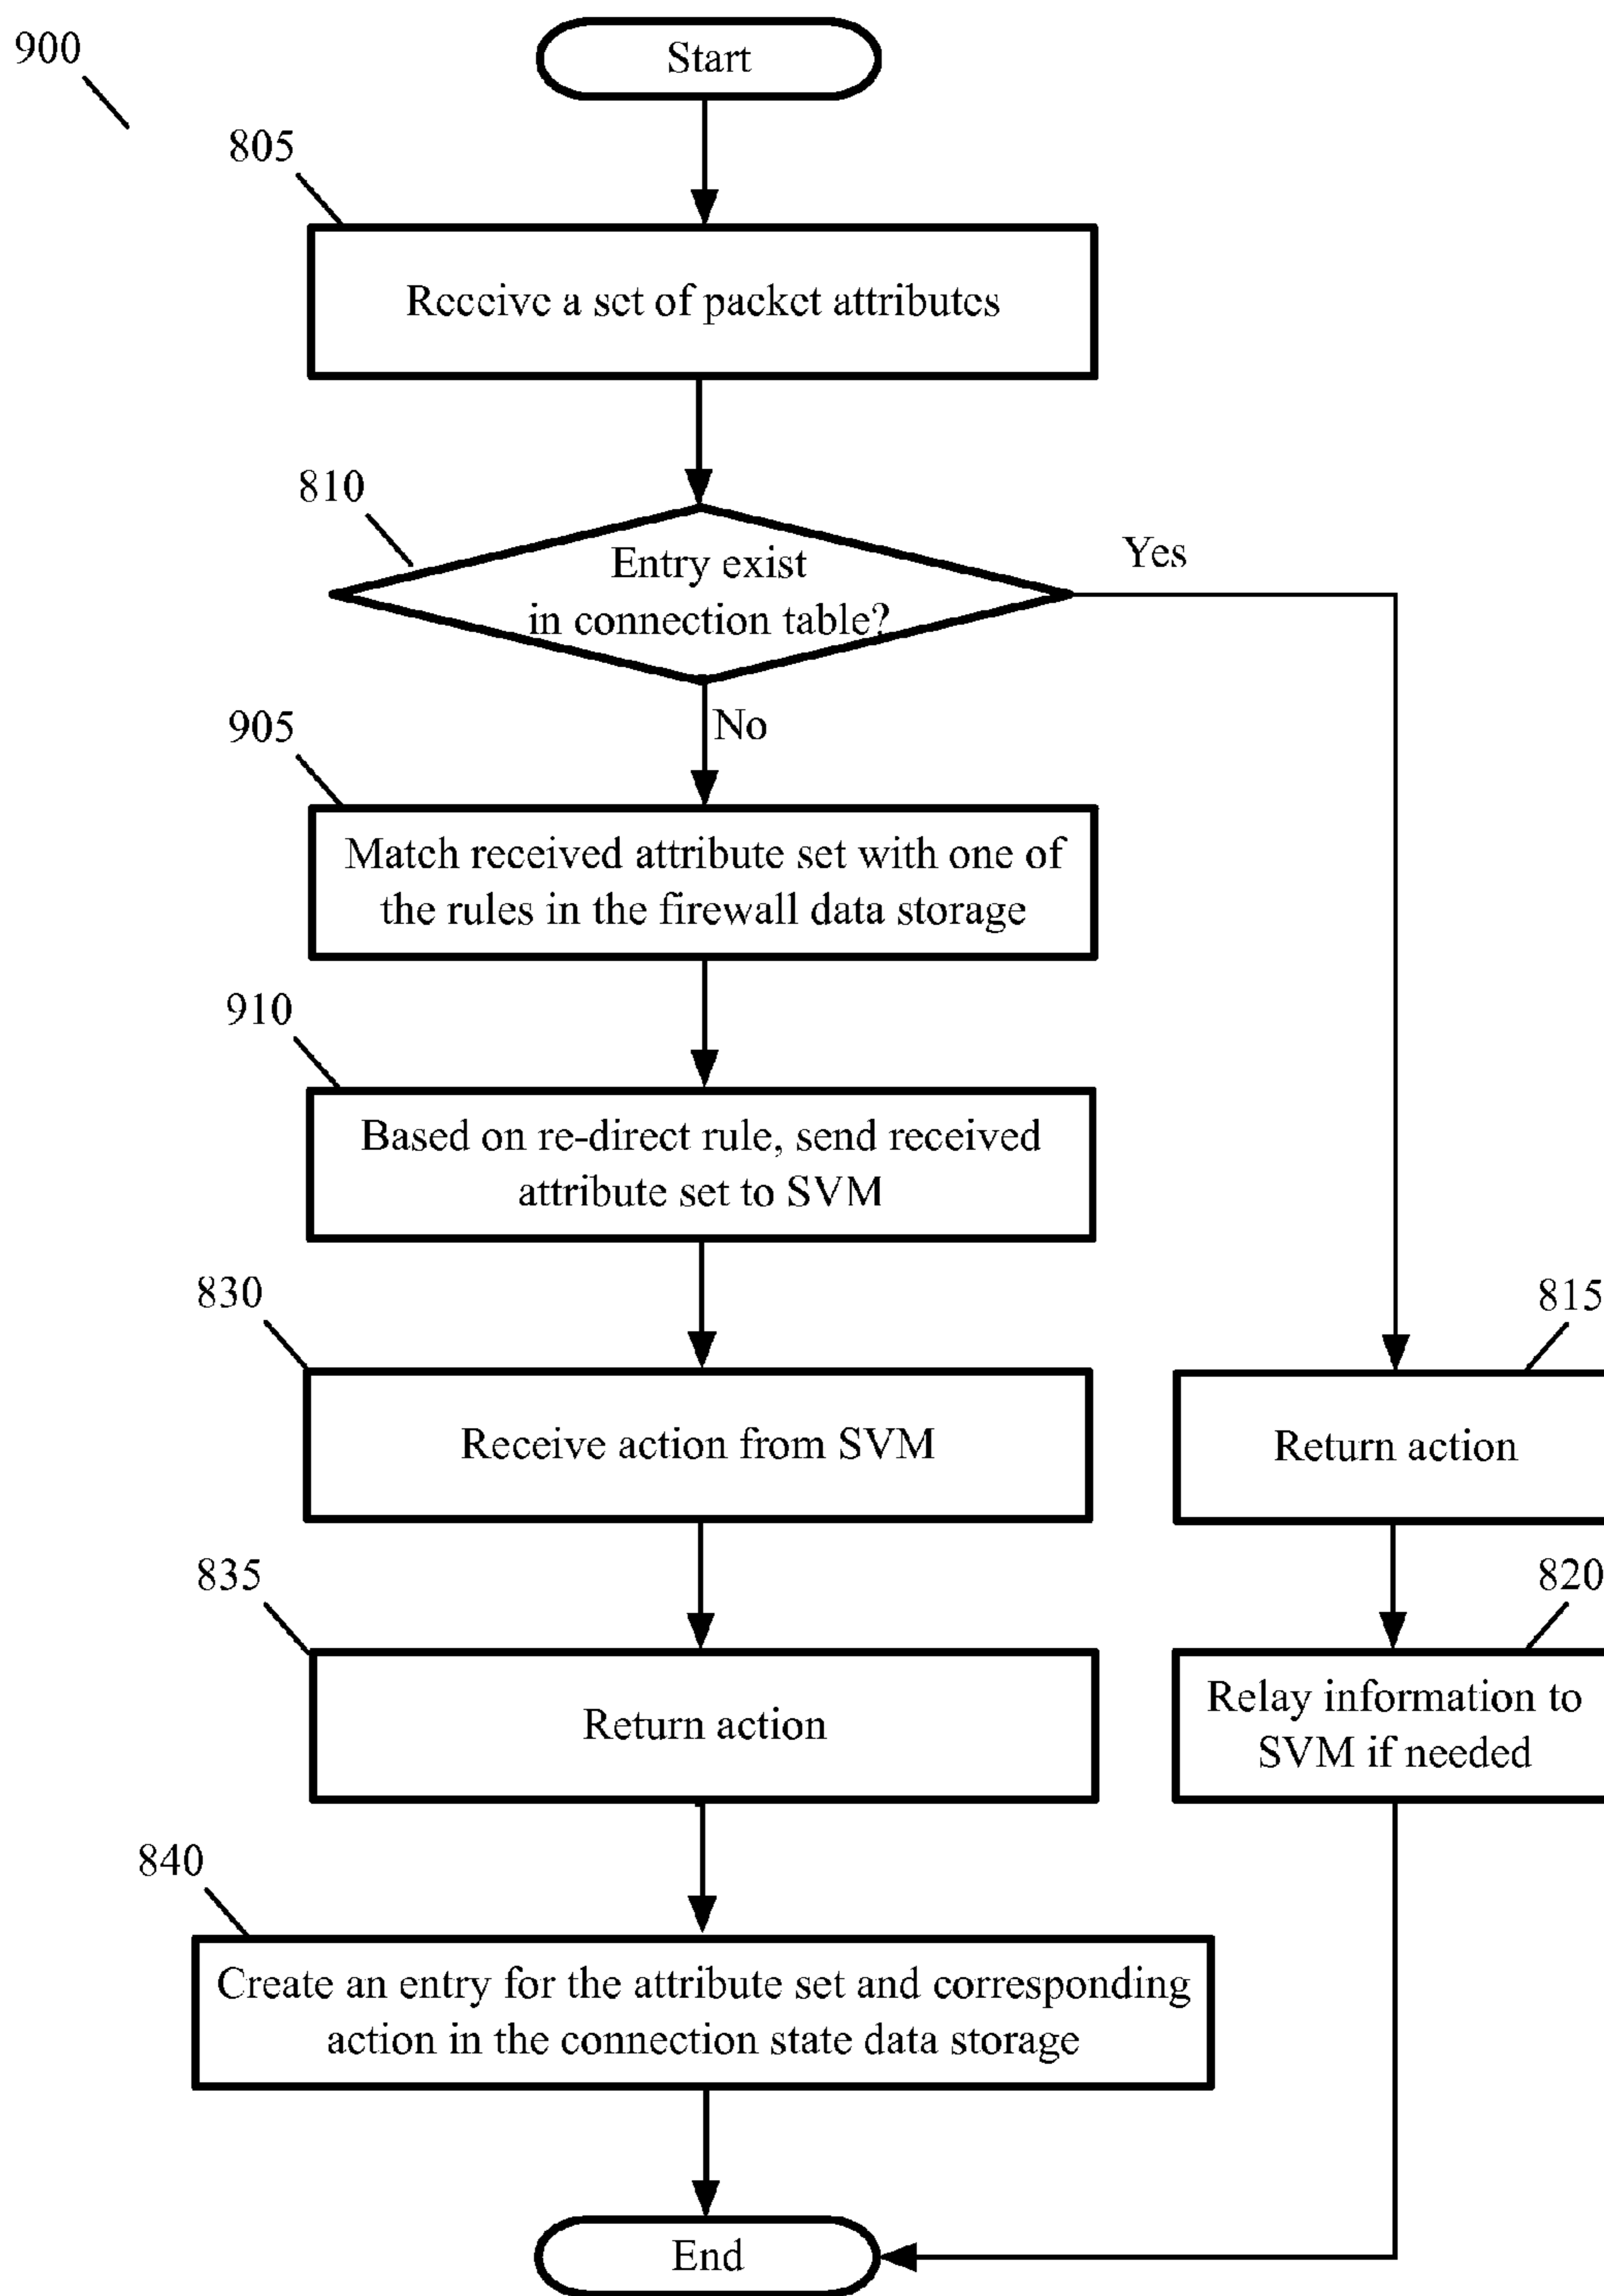 900
Start
805
Receive a set of packet attributes
810
Entry exist
in connection table?
Yes
No
905
Match received attribute set with one of
the rules in the firewall data storage
910
Based on re-direct rule, send received
attribute set to SVM
830
Receive action from SVM
815
Return action
835
Return action
820
Relay information to
SVM if needed
840
Create an entry for the attribute set and corresponding
action in the connection state data storage
End